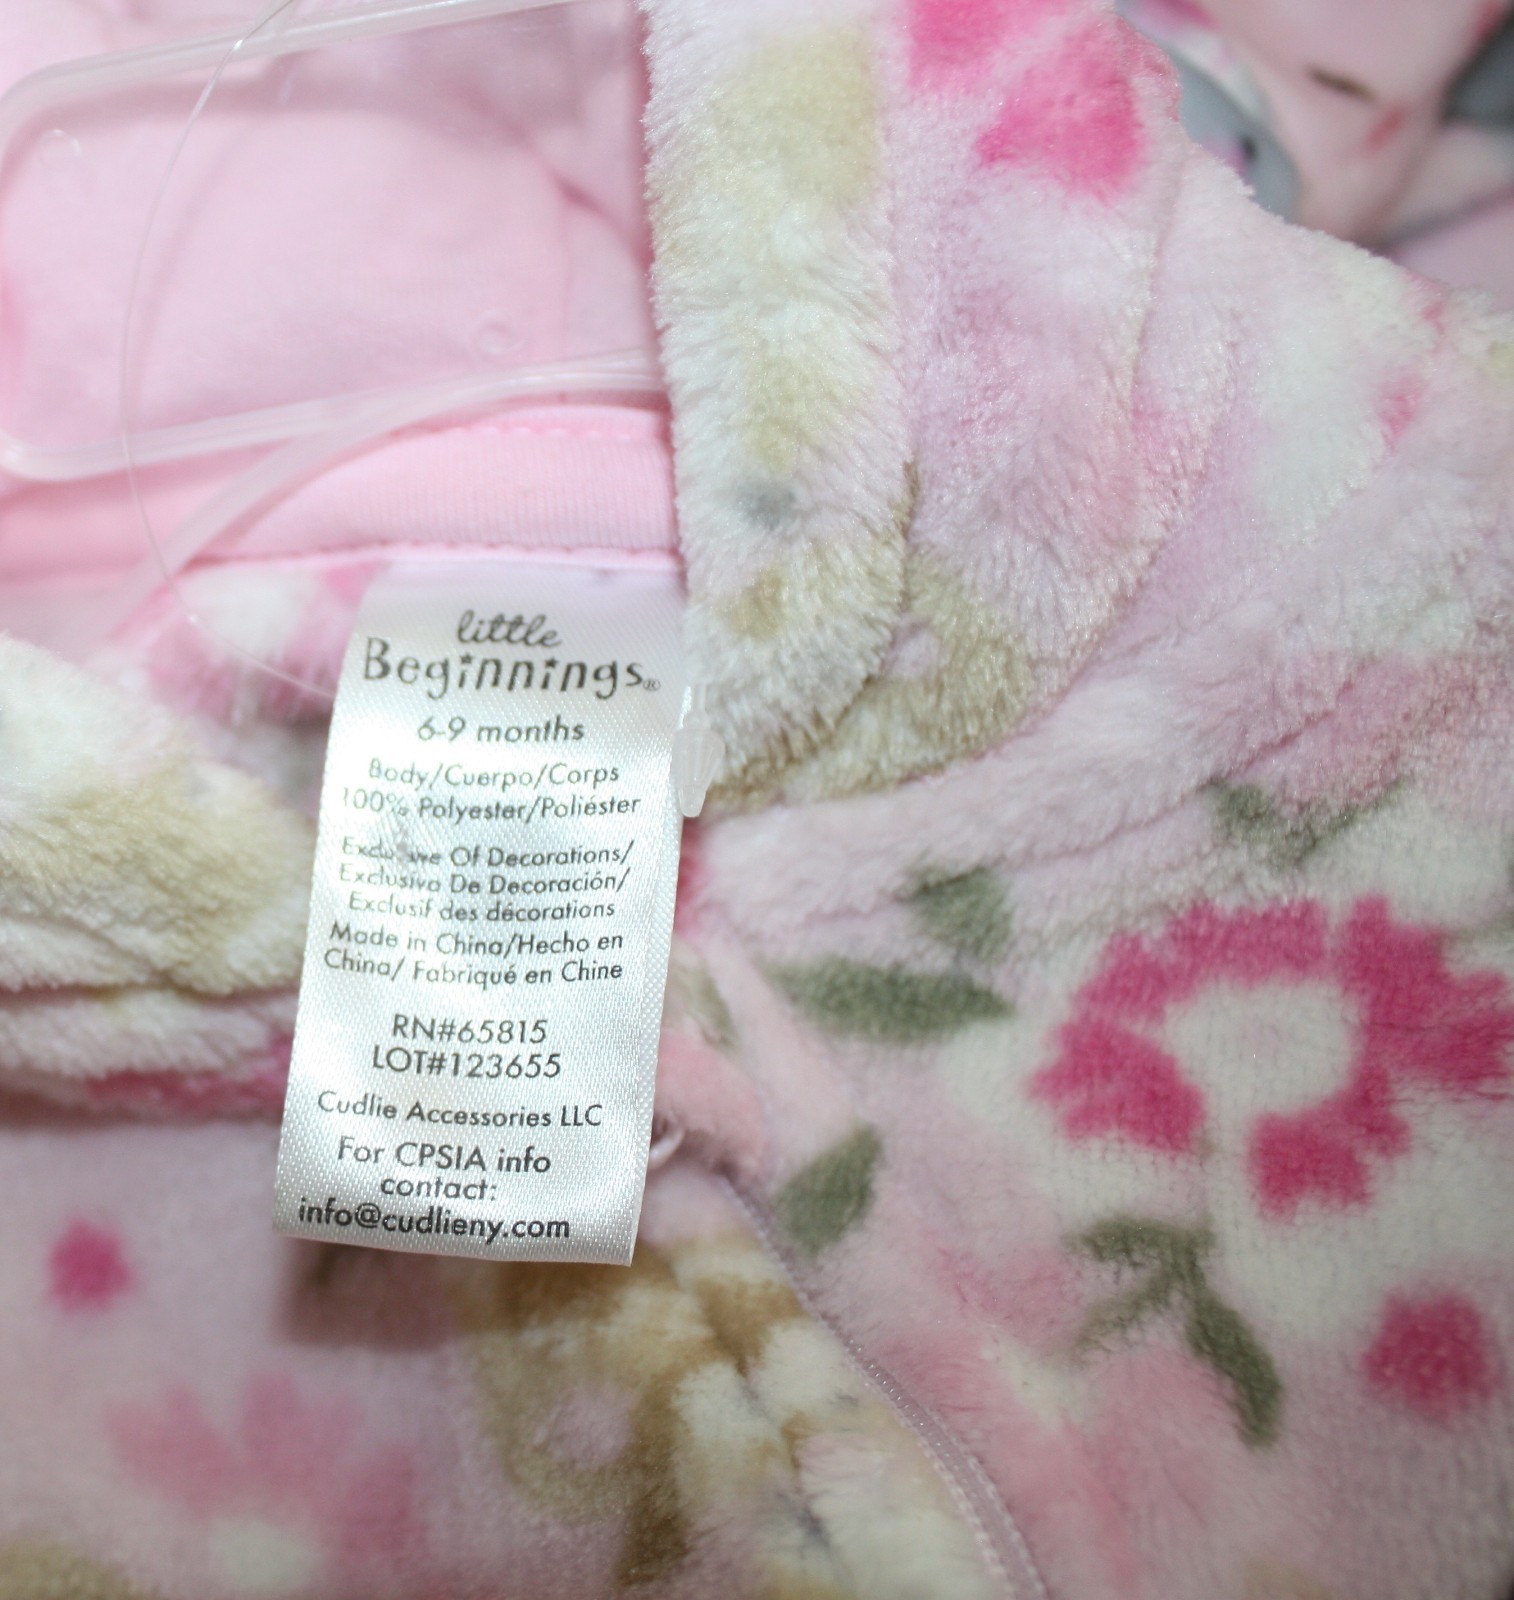 little
Beginnings®
6-9 months
Body/Cuerpo/Corps
100% Polyester/Poliéster
Exclusive Of Decorations/
Exclusivo De Decoración/
Exclusif des décorations
Made in China/Hecho en
China/ Fabriqué en Chine
RN#65815
LOT#123655
Cudlie Accessories LLC
For CPSIA info
contact:
info@cudlieny.com